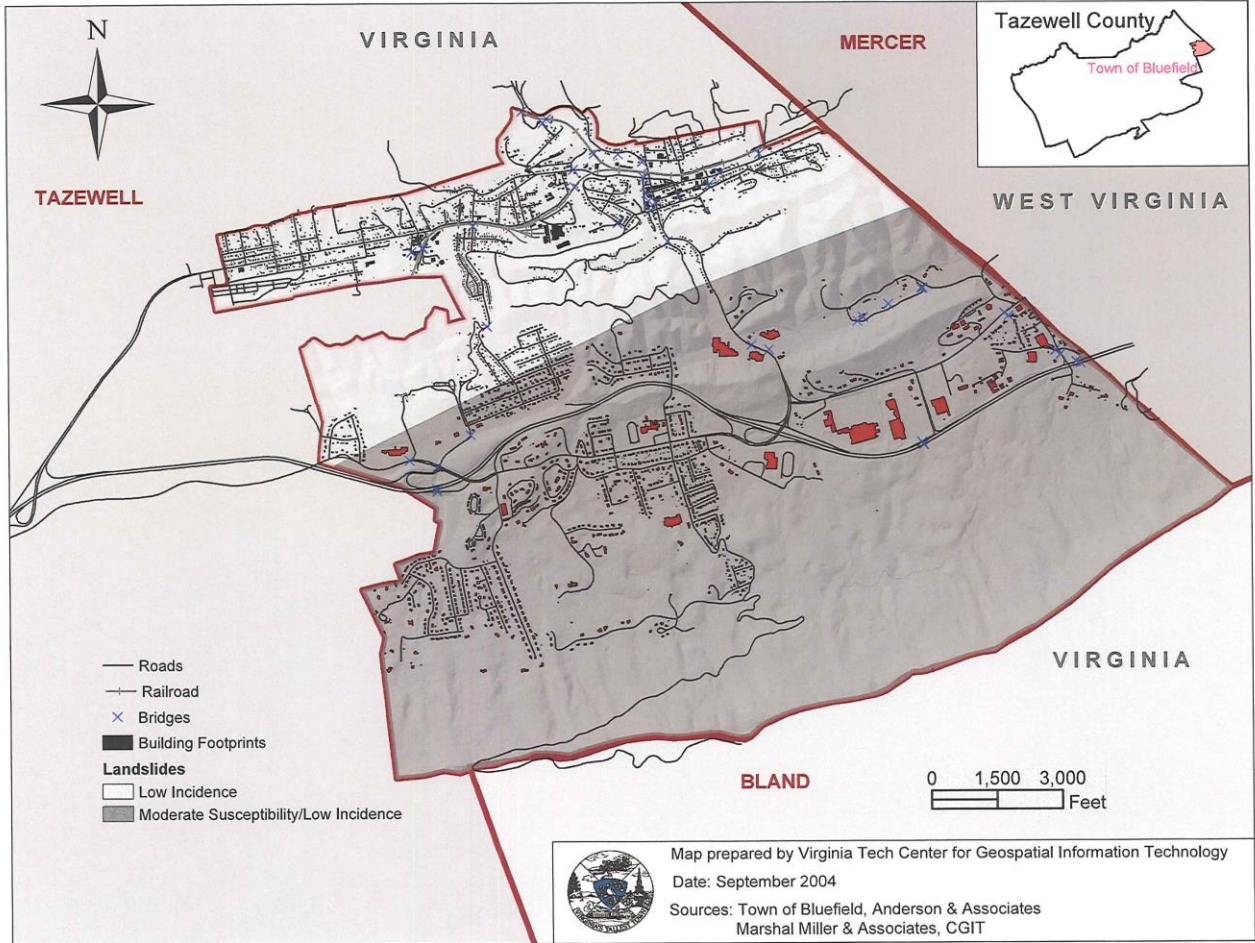 N
VIRGINIA
MERCER
Tazewell County
Town of Bluefield
TAZEWELL
WEST VIRGINIA
VIRGINIA
Roads
Railroad
Bridges
Building Footprints
Landslides
Low Incidence
Moderate Susceptibility/Low Incidence
BLAND
0 1,500 3,000
Feet
Map prepared by Virginia Tech Center for Geospatial Information Technology
Date: September 2004
Sources: Town of Bluefield, Anderson & Associates
Marshal Miller & Associates, CGIT